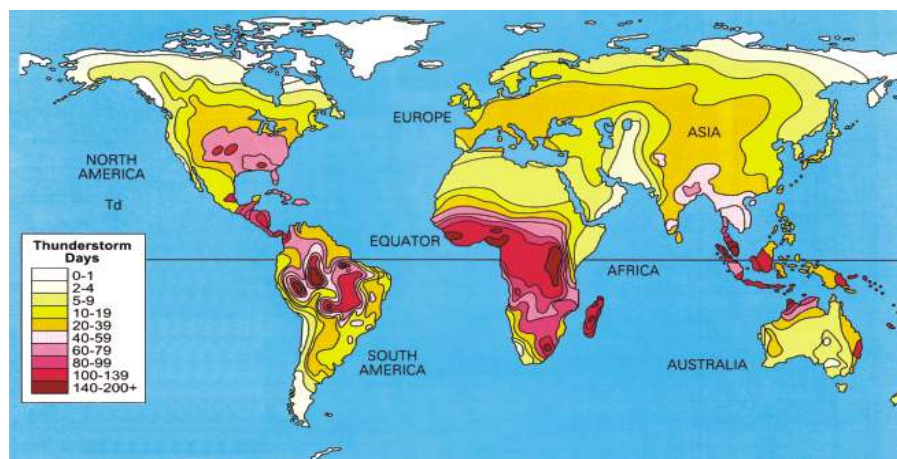 EUROPE
ASIA
NORTH
AMERICA
Td
EQUATOR
AFRICA
SOUTH
AMERICA
AUSTRALIA
Thunderstorm
Days
0-1
2-4
5-9
10-19
20-39
40-59
60-79
80-99
100-139
140-200+